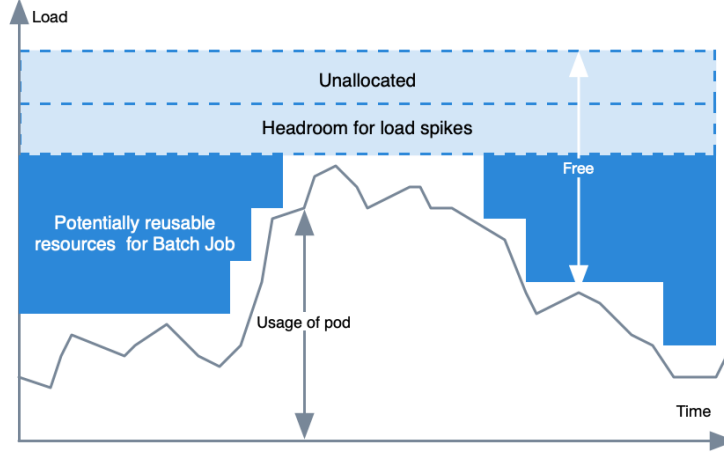 Load
Unallocated
Headroom for load spikes
Free
Potentially reusable
resources for Batch Job
Usage of pod
Time